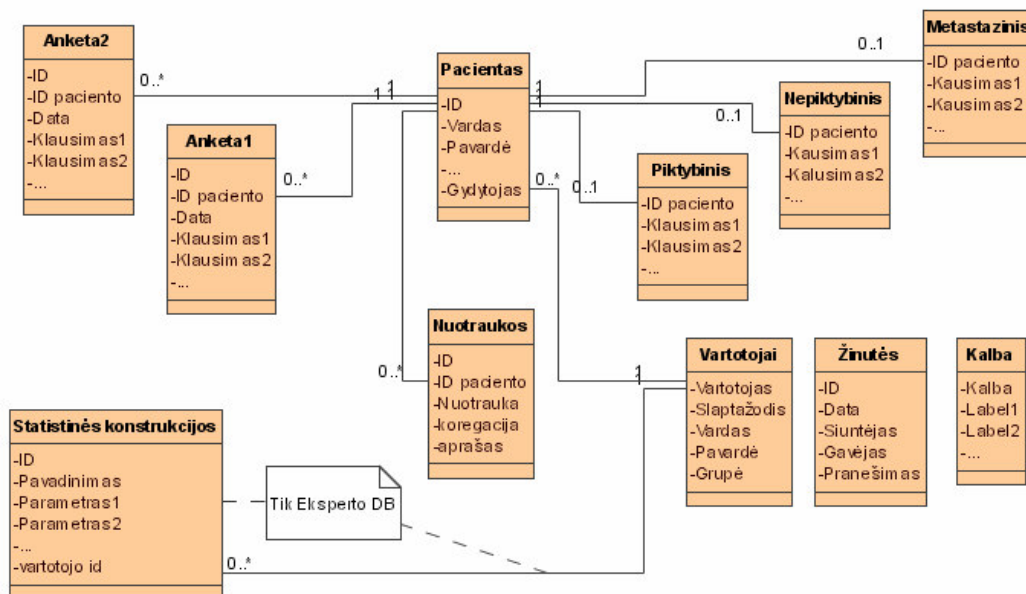 Anketa2
-ID
-ID paciento
-Data
-Klausimas1
-Klausimas2
-...
0..*
1
Anketa1
-ID
-ID paciento
-Data
-Klausimas1
-Klausimas2
-...
0..*
1
Pacientas
-ID
-Vardas
-Pavardė
-...
-Gydytojas
1
1
0..*
0..1
Metastazinis
-ID paciento
-Kausimas1
-Kausimas2
-...
0..1
Nepiktybinis
-ID paciento
-Kausimas1
-Kalusimas2
-...
0..1
Piktybinis
-ID paciento
-Klausimas1
-Klausimas2
-...
Nuotraukos
-ID
-ID paciento
-Nuotrauka
-koregacija
-aprašas
0..*
1
1
Vartotojai
-Vartotojas
-Slaptažodis
-Vardas
-Pavardė
-Grupė
Žinutės
-ID
-Data
-Siuntėjas
-Gavėjas
-Pranešimas
Kalba
-Kalba
-Label1
-Label2
-...
Statistinės konstrukcijos
-ID
-Pavadinimas
-Parametras1
-Parametras2
-...
-vartotojo id
0..*
Tik Eksperto DB